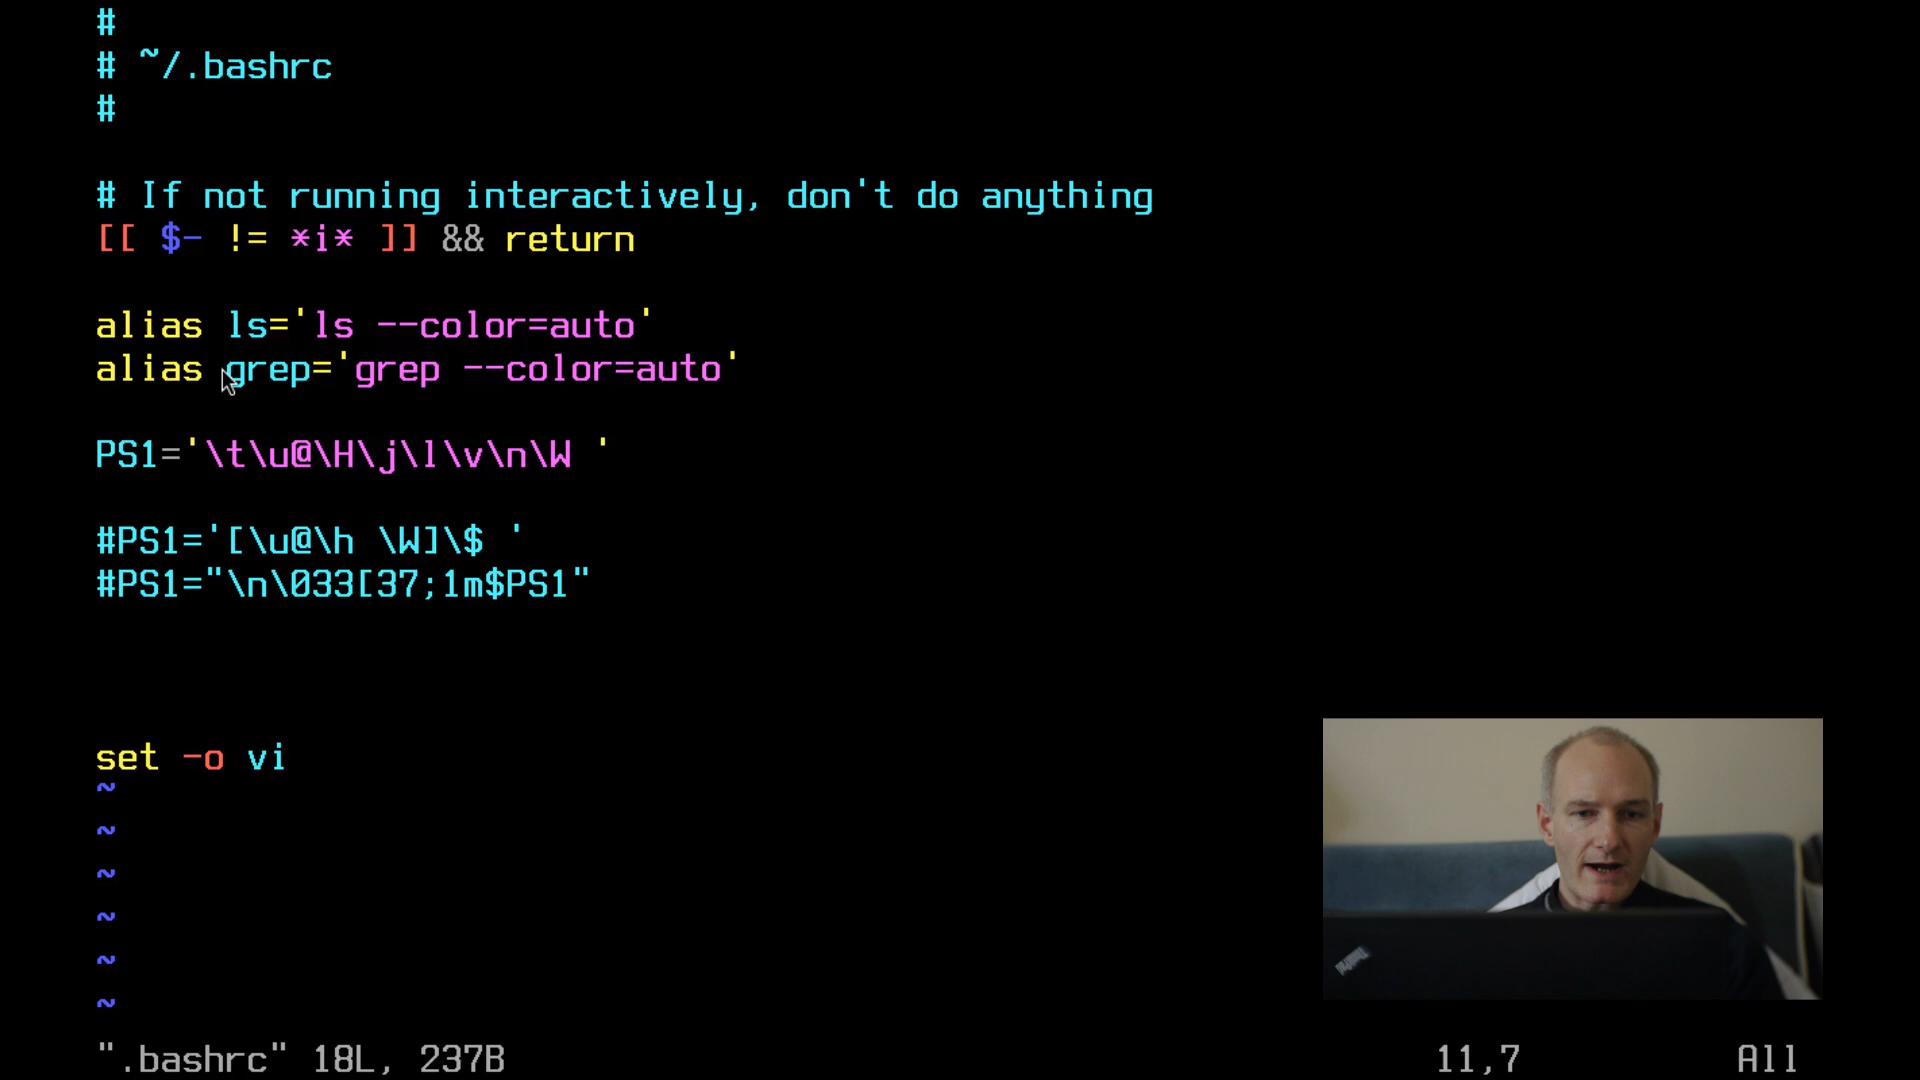 #
# ~/.bashrc
#
# If not running interactively, don't do anything
[[ $- != *i* ]] && return
alias ls='ls --color=auto'
alias grep='grep --color=auto'
PS1='\t\u@\H\j\l\v\n\W '
#PS1='[\u@\h \W]\$ '
#PS1="\n\033[37;1m$PS1"
set -o vi
~
~
~
~
~
~
".bashrc" 18L, 237B 11,7 All